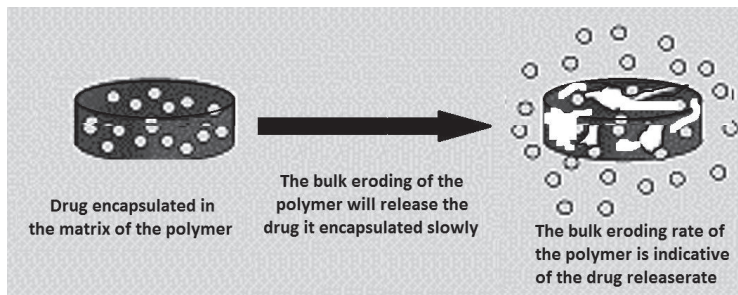 Drug encapsulated in
the matrix of the polymer
The bulk eroding of the
polymer will release the
drug it encapsulated slowly
The bulk eroding rate of
the polymer is indicative
of the drug releaserate